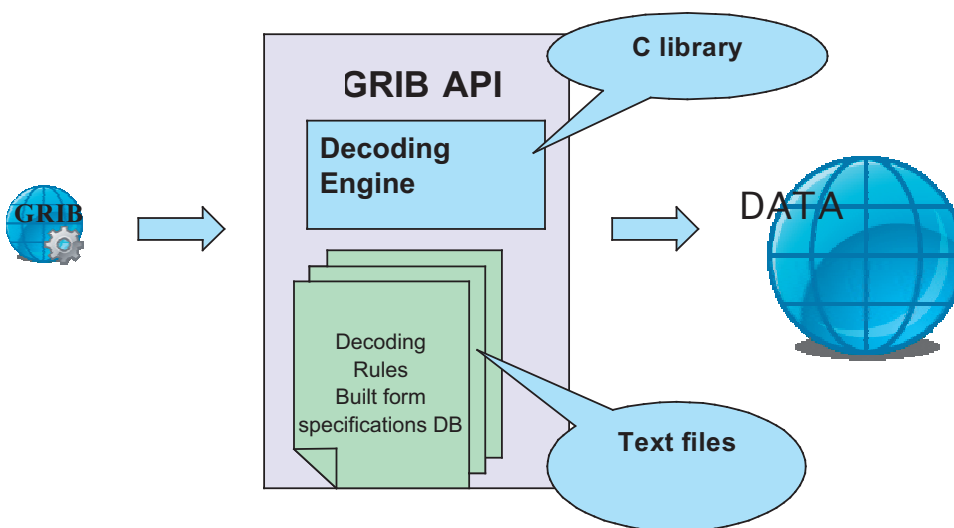 C library
GRIB API
Decoding
Engine
GRIB
DATA
Decoding
Rules
Built form
specifications DB
Text files